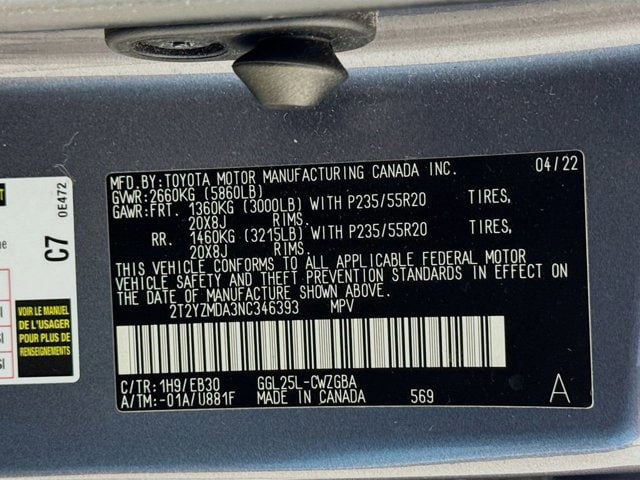 MFD.BY:TOYOTA MOTOR MANUFACTURING CANADA INC. 04/22
GVWR:2660KG (5860LB)
GAWR:FRT. 1360KG (3000LB) WITH P235/55R20 TIRES,
20X8J RIMS.
RR. 1460KG (3215LB) WITH P235/55R20 TIRES,
20X8J RIMS.
THIS VEHICLE CONFORMS TO ALL APPLICABLE FEDERAL MOTOR
VEHICLE SAFETY AND THEFT PREVENTION STANDARDS IN EFFECT ON
THE DATE OF MANUFACTURE SHOWN ABOVE.
2T2YZMDA3NC346393 MPV
C/TR:1H9/EB30 GGL25L-CWZGBA
A/TM:-01A/U881F MADE IN CANADA 569 A
C7
0E472
VOIR LE MANUEL
DE L'USAGER
POUR PLUS DE
RENSEIGNEMENTS